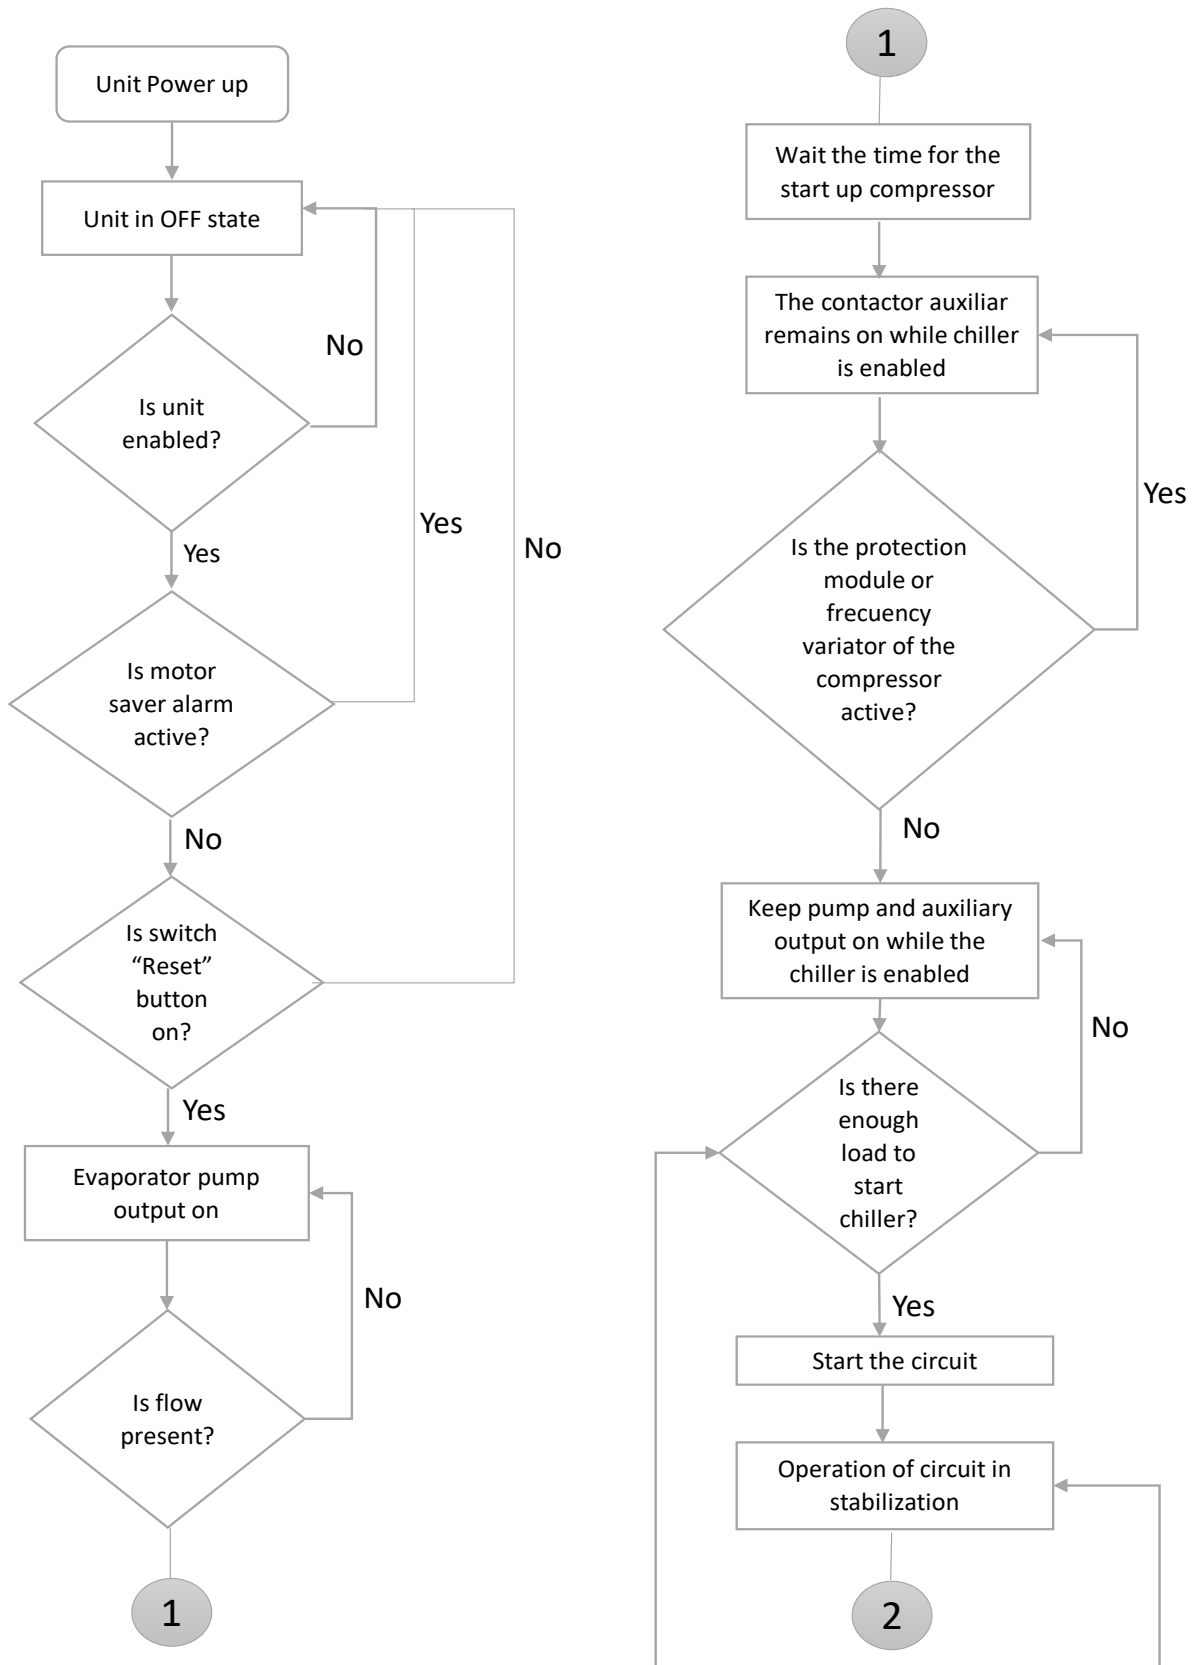 Unit Power up
Unit in OFF state
No
Is unit
enabled?
Yes
Yes
No
Is motor
saver alarm
active?
No
Is switch
“Reset”
button
on?
Yes
Evaporator pump
output on
No
Is flow
present?
1
1
Wait the time for the
start up compressor
The contactor auxiliar
remains on while chiller
is enabled
Yes
Is the protection
module or
frecuency
variator of the
compressor
active?
No
Keep pump and auxiliary
output on while the
chiller is enabled
No
Is there
enough
load to
start
chiller?
Yes
Start the circuit
Operation of circuit in
stabilization
2